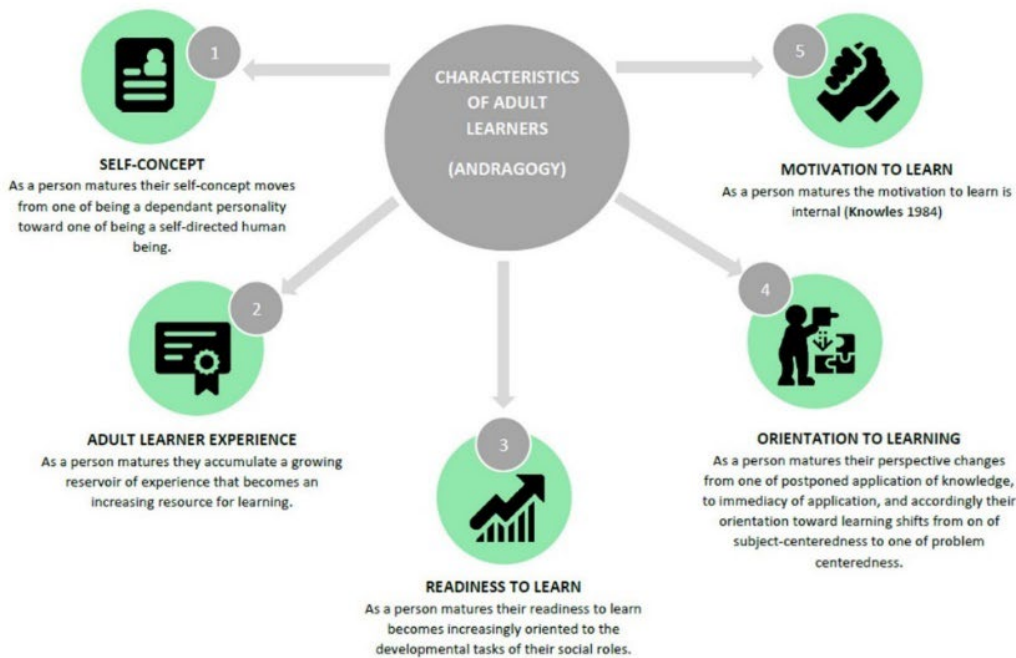 CHARACTERISTICS
OF ADULT
LEARNERS
(ANDRAGOGY)
1
SELF-CONCEPT
As a person matures their self-concept moves
from one of being a dependant personality
toward one of being a self-directed human
being.
2
ADULT LEARNER EXPERIENCE
As a person matures they accumulate a growing
reservoir of experience that becomes an
increasing resource for learning.
3
READINESS TO LEARN
As a person matures their readiness to learn
becomes increasingly oriented to the
developmental tasks of their social roles.
4
ORIENTATION TO LEARNING
As a person matures their perspective changes
from one of postponed application of knowledge,
to immediacy of application, and accordingly their
orientation toward learning shifts from on of
subject-centeredness to one of problem
centeredness.
5
MOTIVATION TO LEARN
As a person matures the motivation to learn is
internal (Knowles 1984)